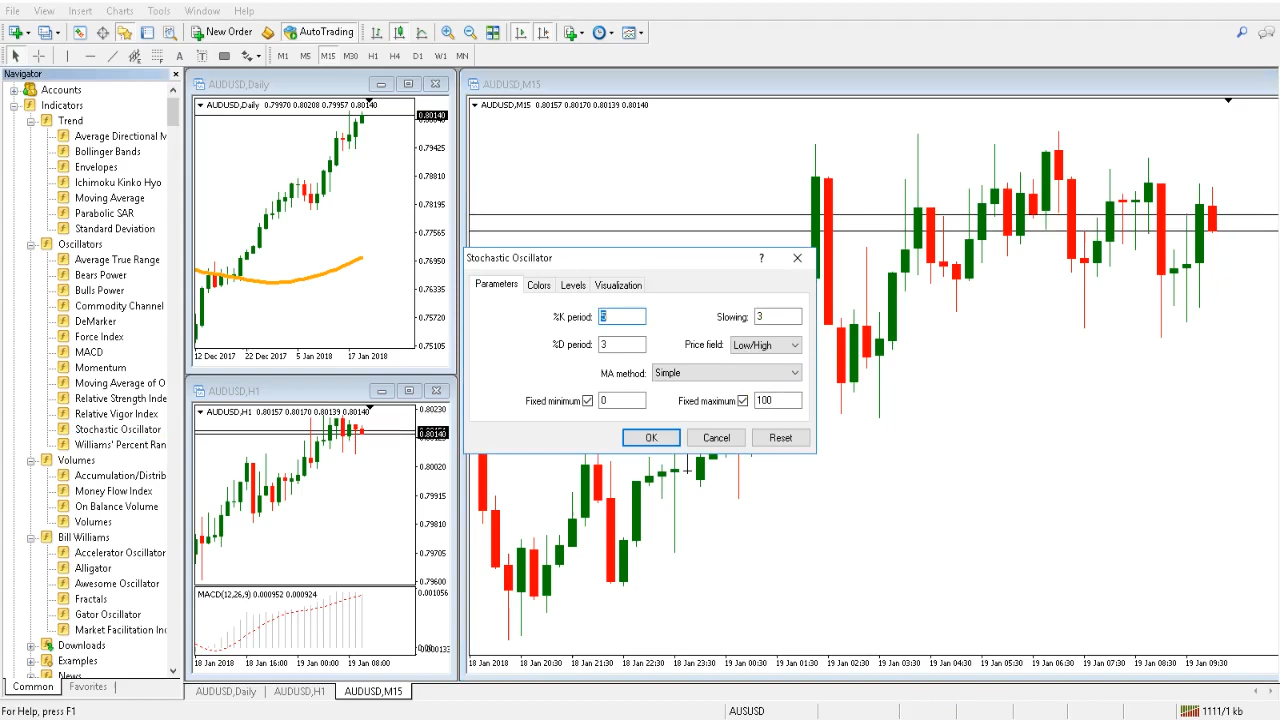 File View Insert Charts Tools Window Help
New Order AutoTrading
A T M1 M5 M15 M30 H1 H4 D1 W1 MN
Navigator
Accounts
Indicators
Trend
Average Directional M
Bollinger Bands
Envelopes
Ichimoku Kinko Hyo
Moving Average
Parabolic SAR
Standard Deviation
Oscillators
Average True Range
Bears Power
Bulls Power
Commodity Channel
DeMarker
Force Index
MACD
Momentum
Moving Average of O
Relative Strength Inde
Relative Vigor Index
Stochastic Oscillator
Williams' Percent Ran
Volumes
Accumulation/Distrib
Money Flow Index
On Balance Volume
Volumes
Bill Williams
Accelerator Oscillator
Alligator
Awesome Oscillator
Fractals
Gator Oscillator
Market Facilitation Inc
Downloads
Examples
News
Common Favorites
AUDUSD,Daily
AUDUSD,Daily 0.79970 0.80208 0.79957 0.80140
0.80140
0.79425
0.78810
0.78195
0.77565
0.76950
0.76335
0.75720
0.75105
12 Dec 2017 22 Dec 2017 5 Jan 2018 17 Jan 2018
AUDUSD,H1
AUDUSD,H1 0.80157 0.80170 0.80139 0.80140
0.80230
0.80140
0.80020
0.79915
0.79810
0.79705
0.79600
MACD(12,26,9) 0.000952 0.000924
0.001056
18 Jan 2018 18 Jan 16:00 19 Jan 00:00 19 Jan 08:00
AUDUSD,M15
AUDUSD,M15 0.80157 0.80170 0.80139 0.80140
Stochastic Oscillator ?
Parameters Colors Levels Visualization
%K period: 5 Slowing: 3
%D period: 3 Price field: Low/High
MA method: Simple
Fixed minimum 0 Fixed maximum 100
OK Cancel Reset
18 Jan 2018 18 Jan 20:30 18 Jan 21:30 18 Jan 22:30 18 Jan 23:30 19 Jan 01:30 19 Jan 02:30 19 Jan 03:30 19 Jan 04:30 19 Jan 05:30 19 Jan 06:30 19 Jan 07:30 19 Jan 08:30 19 Jan 09:30
AUDUSD,Daily AUDUSD,H1 AUDUSD,M15
For Help, press F1 AUSUSD 1111/1 kb